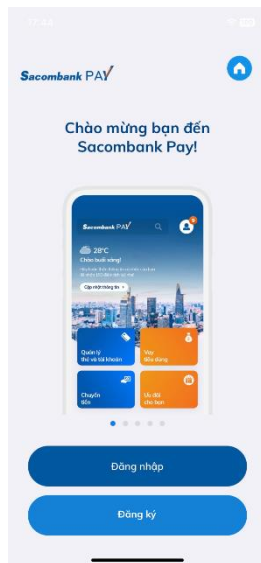 Sacombank PAY
Chào mừng bạn đến
Sacombank Pay!
Sacombank PAY
28°C
Chào buổi sáng!
Cập nhật thông tin
Quản lý
thẻ và tài khoản
Vay
tiêu dùng
Chuyển
tiền
Ưu đãi
cho bạn
Đăng nhập
Đăng ký